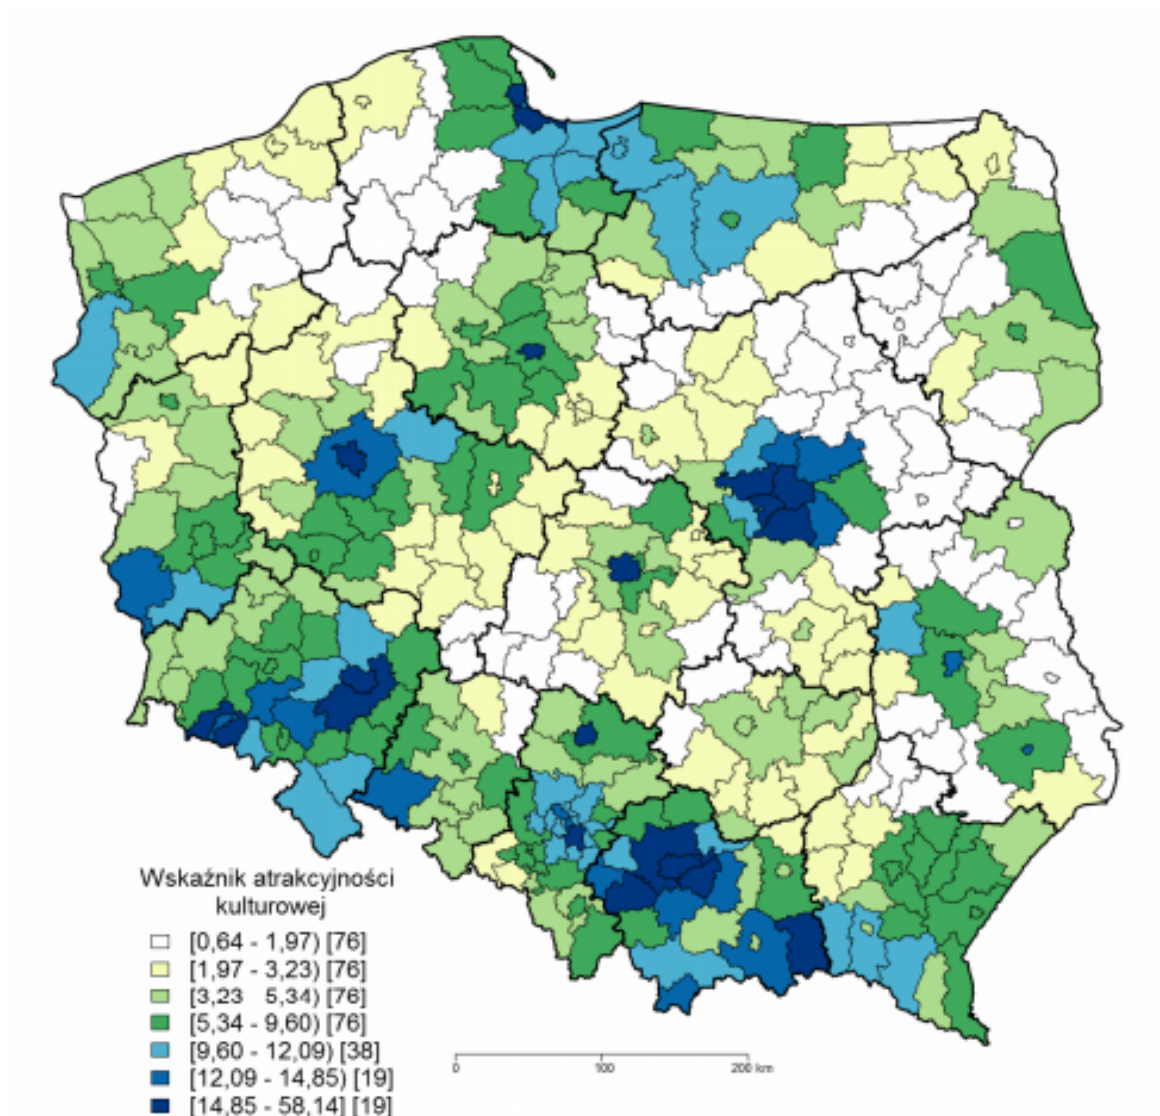 Wskaźnik atrakcyjności
kulturowej
[0,64 - 1,97) [76]
[1,97 - 3,23) [76]
[3,23 5,34) [76]
[5,34 - 9,60) [76]
[9,60 - 12,09) [38]
[12,09 - 14,85) [19]
[14,85 - 58,14] [19]
0 100 200 km